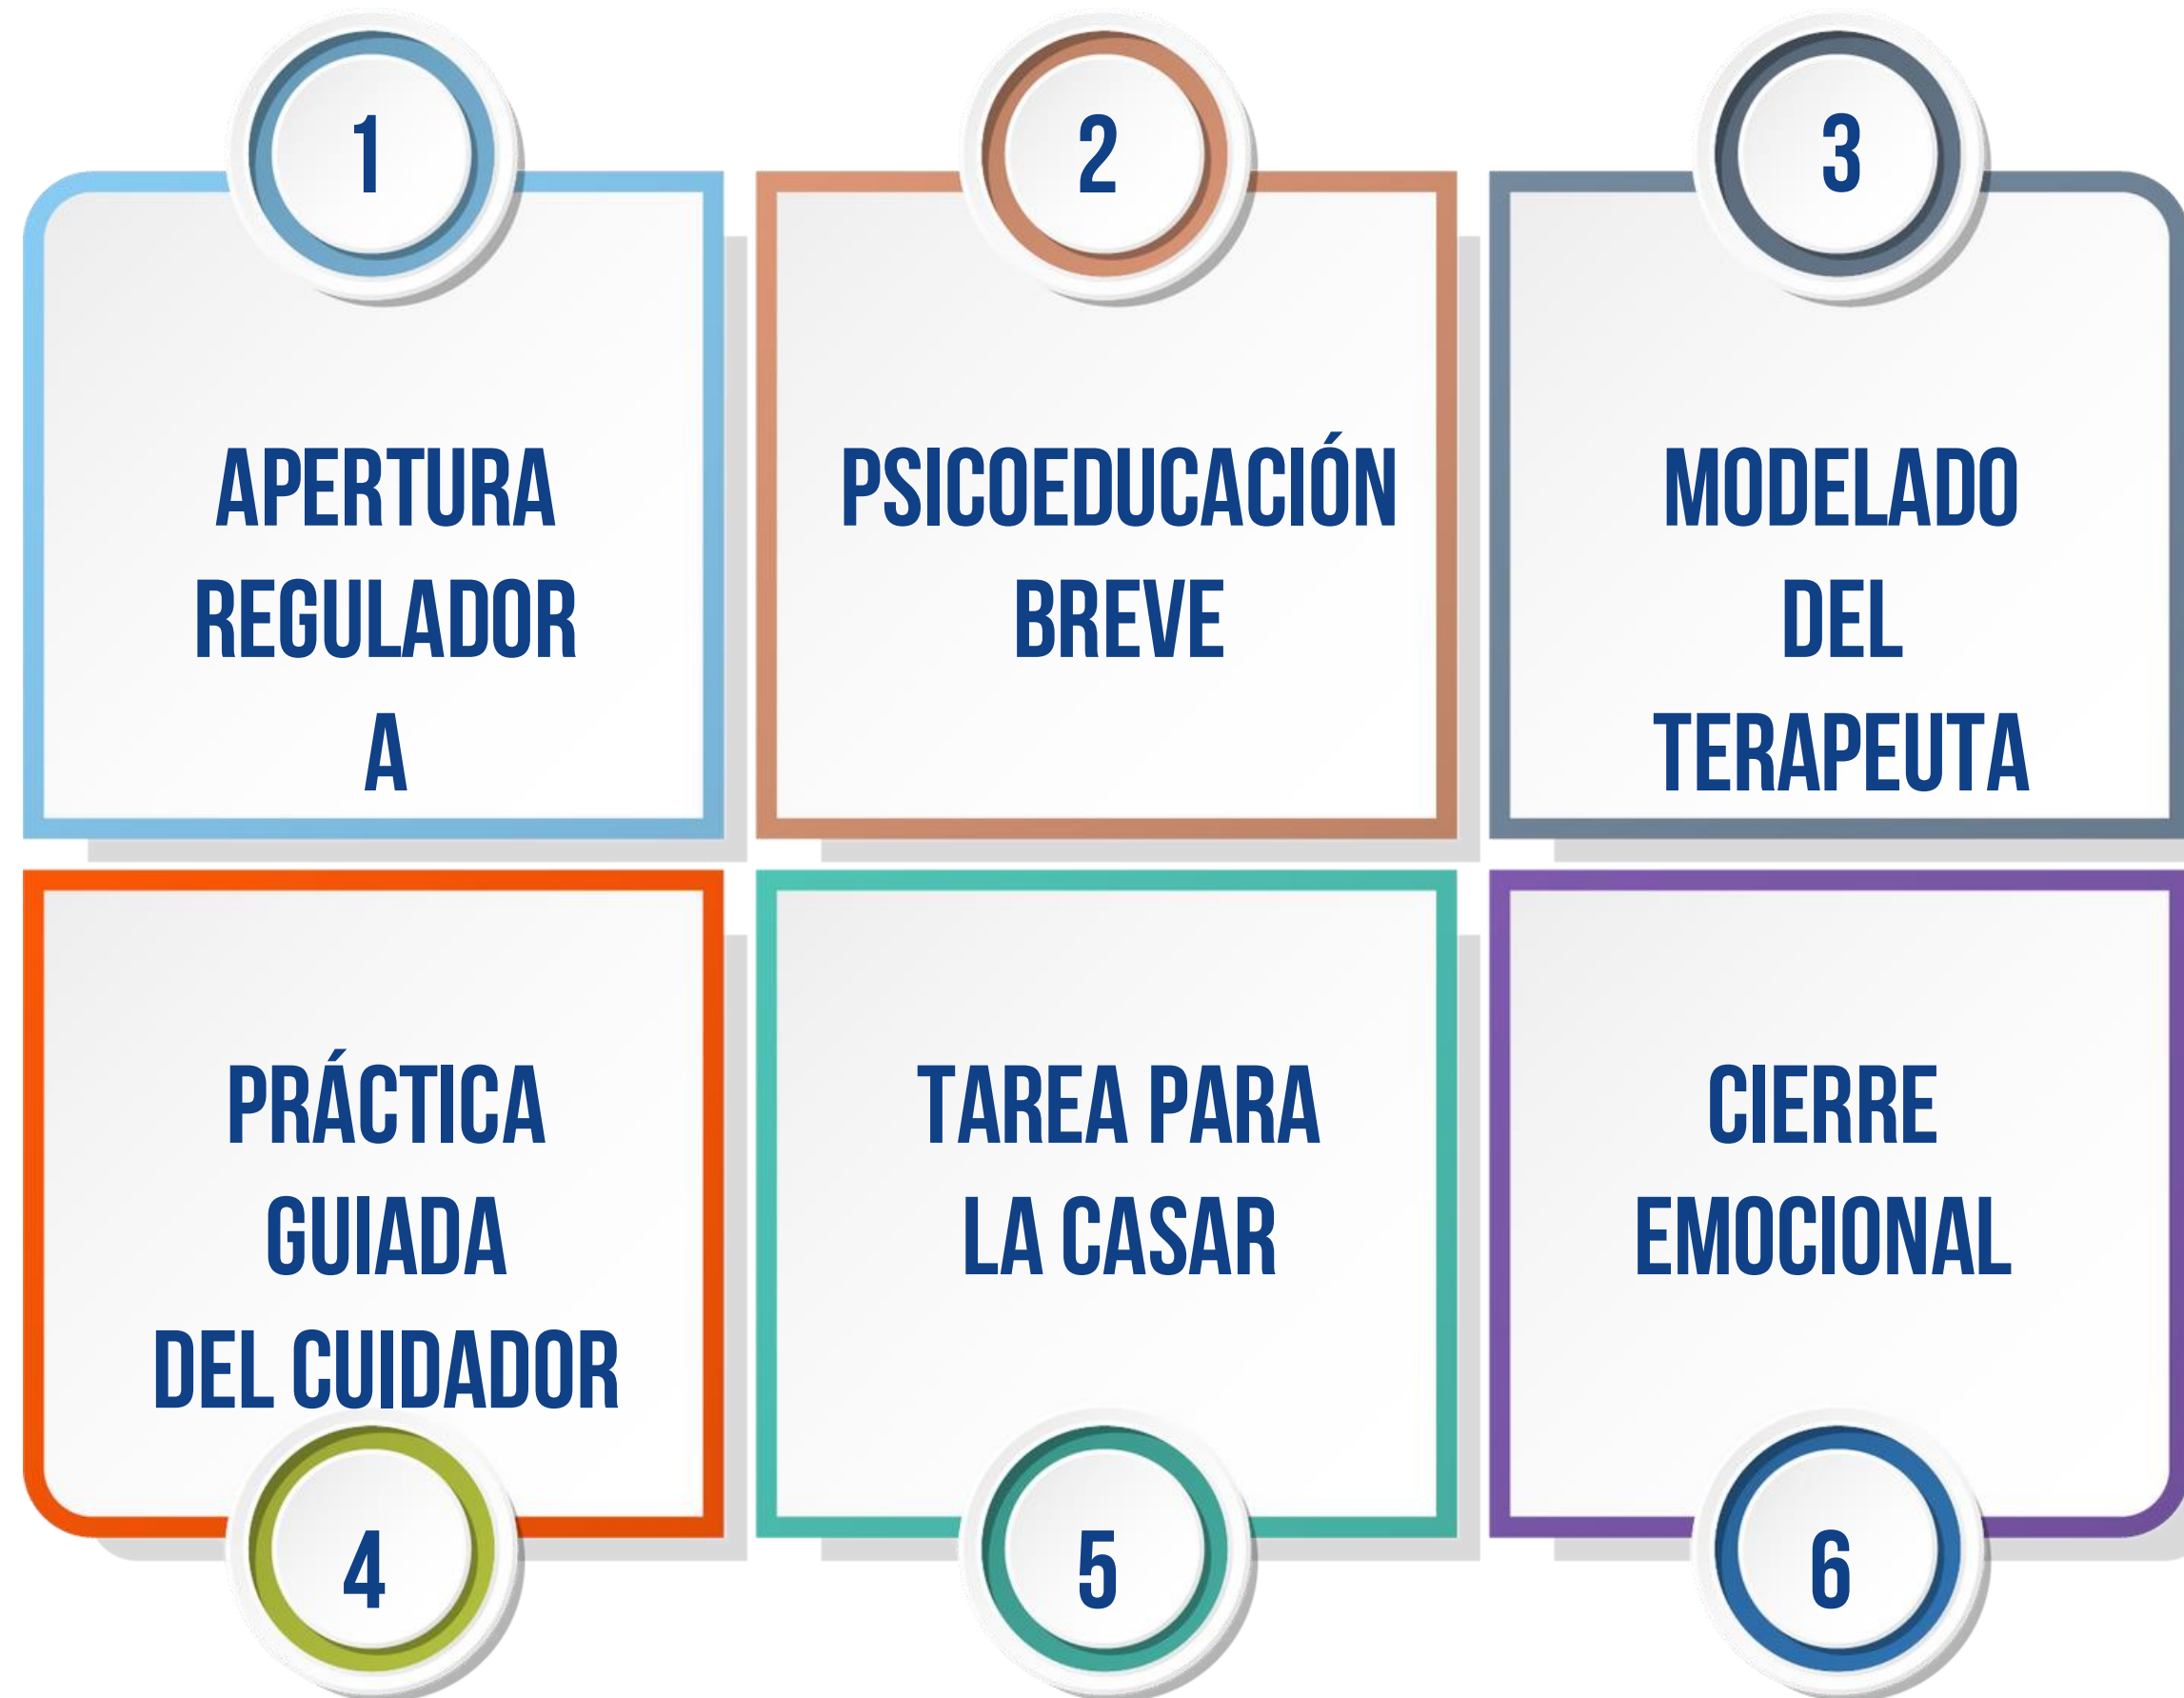 1
APERTURA
REGULADOR
A
2
PSICOEDUCACIÓN
BREVE
3
MODELADO
DEL
TERAPEUTA
PRÁCTICA
GUIADA
DEL CUIDADOR
4
TAREA PARA
LA CASAR
5
CIERRE
EMOCIONAL
6